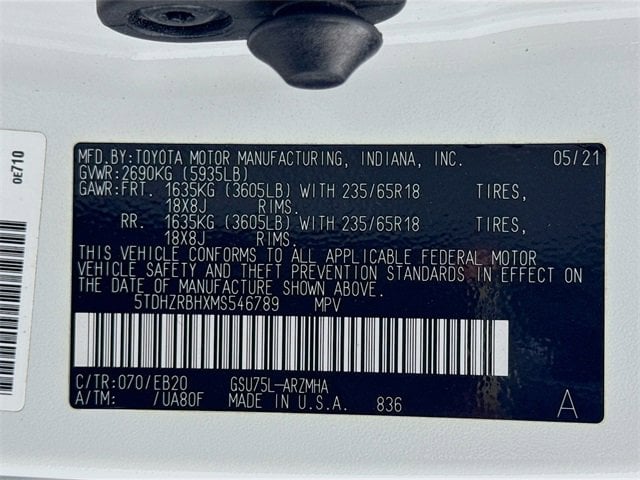 MFD.BY:TOYOTA MOTOR MANUFACTURING, INDIANA, INC. 05/21
GVWR:2690KG (5935LB)
GAWR:FRT. 1635KG (3605LB) WITH 235/65R18 TIRES,
18X8J RIMS.
RR. 1635KG (3605LB) WITH 235/65R18 TIRES,
18X8J RIMS.
THIS VEHICLE CONFORMS TO ALL APPLICABLE FEDERAL MOTOR
VEHICLE SAFETY AND THEFT PREVENTION STANDARDS IN EFFECT ON
THE DATE OF MANUFACTURE SHOWN ABOVE.
5TDHZRBHXMS546789 MPV
C/TR:070/EB20 GSU75L-ARZMHA
A/TM: /UA80F MADE IN U.S.A. 836 A
0E710